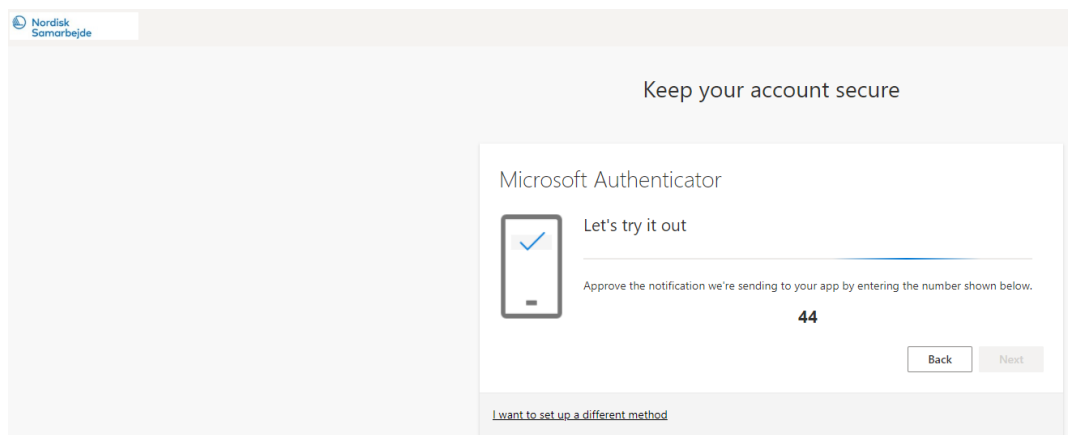 Nordisk
Samarbejde
Keep your account secure
Microsoft Authenticator
Let's try it out
Approve the notification we're sending to your app by entering the number shown below.
44
Back Next
I want to set up a different method